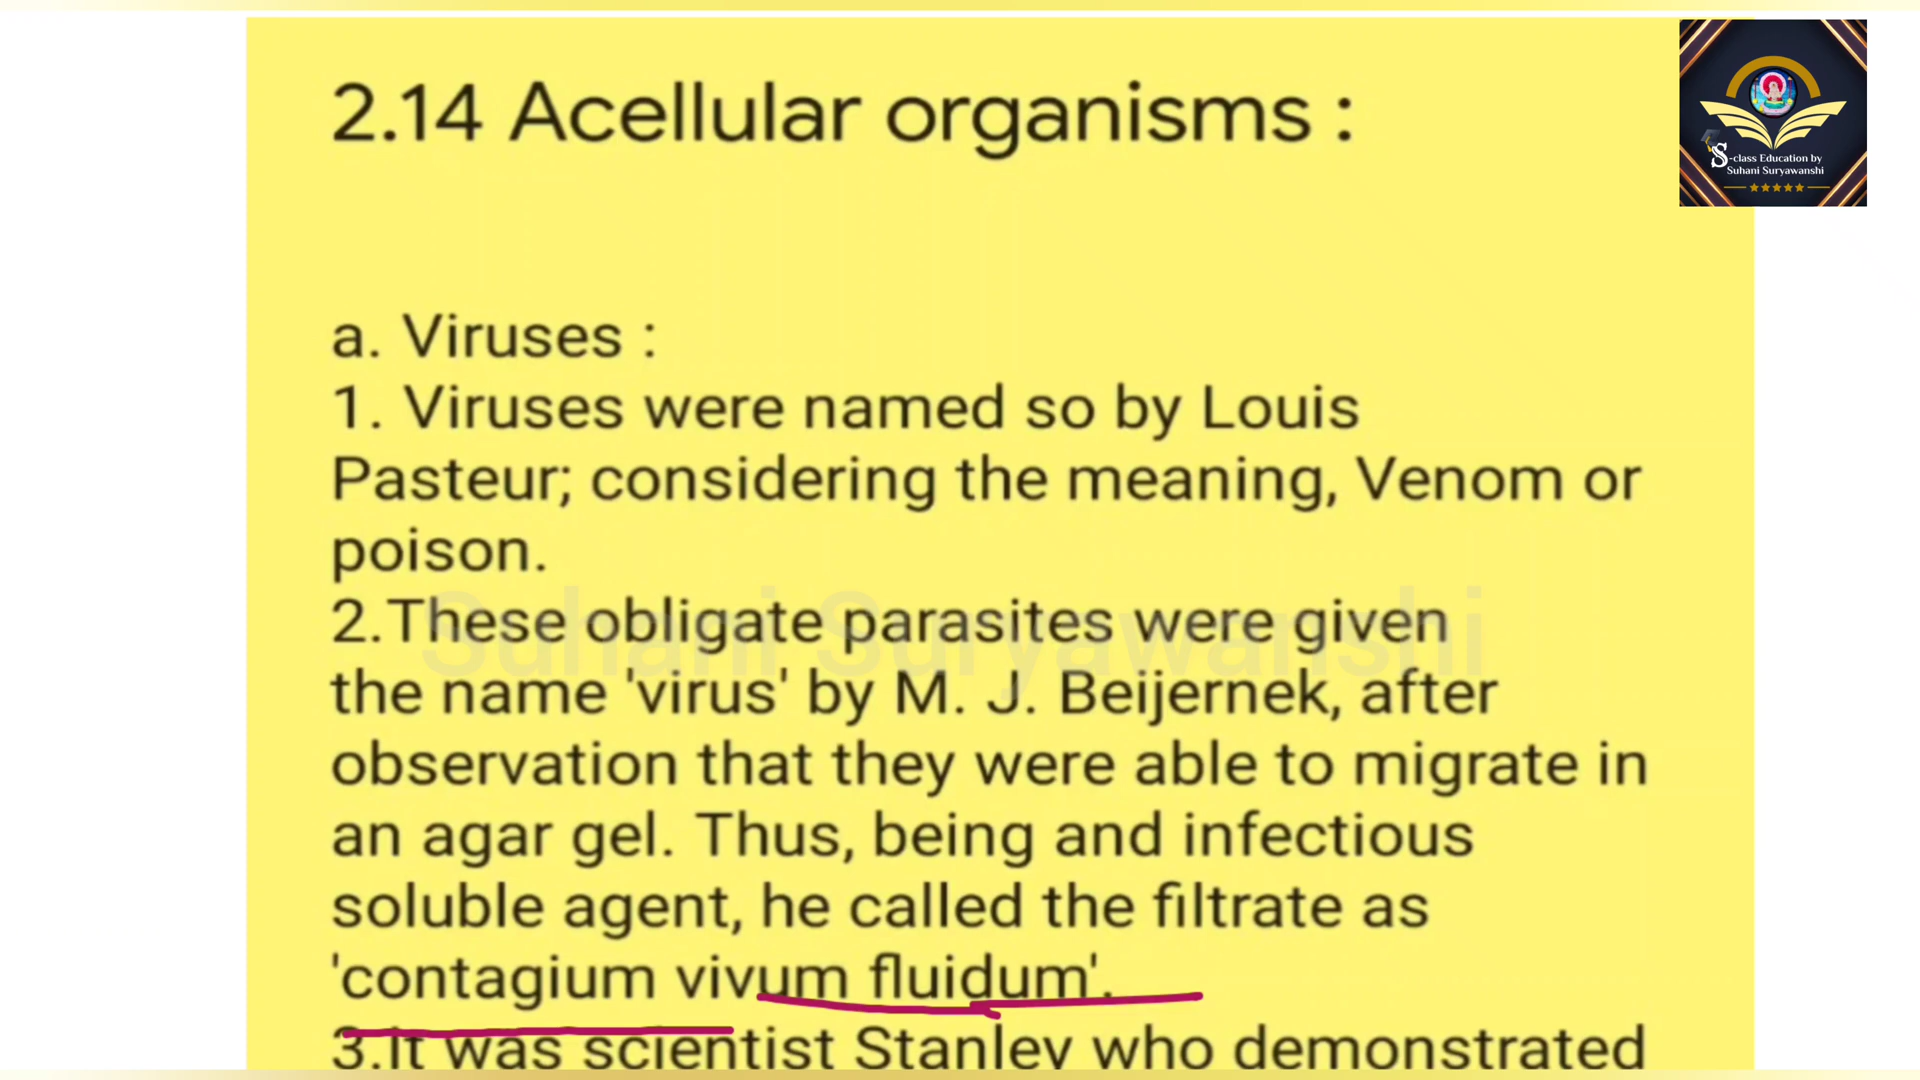 2.14 Acellular organisms :
S-class Education by
Suhani Suryawanshi
a. Viruses :
1. Viruses were named so by Louis
Pasteur; considering the meaning, Venom or
poison.
2.These obligate parasites were given
the name 'virus' by M. J. Beijernek, after
observation that they were able to migrate in
an agar gel. Thus, being and infectious
soluble agent, he called the filtrate as
'contagium vivum fluidum'.
3.It was scientist Stanley who demonstrated
Suhani Suryawanshi